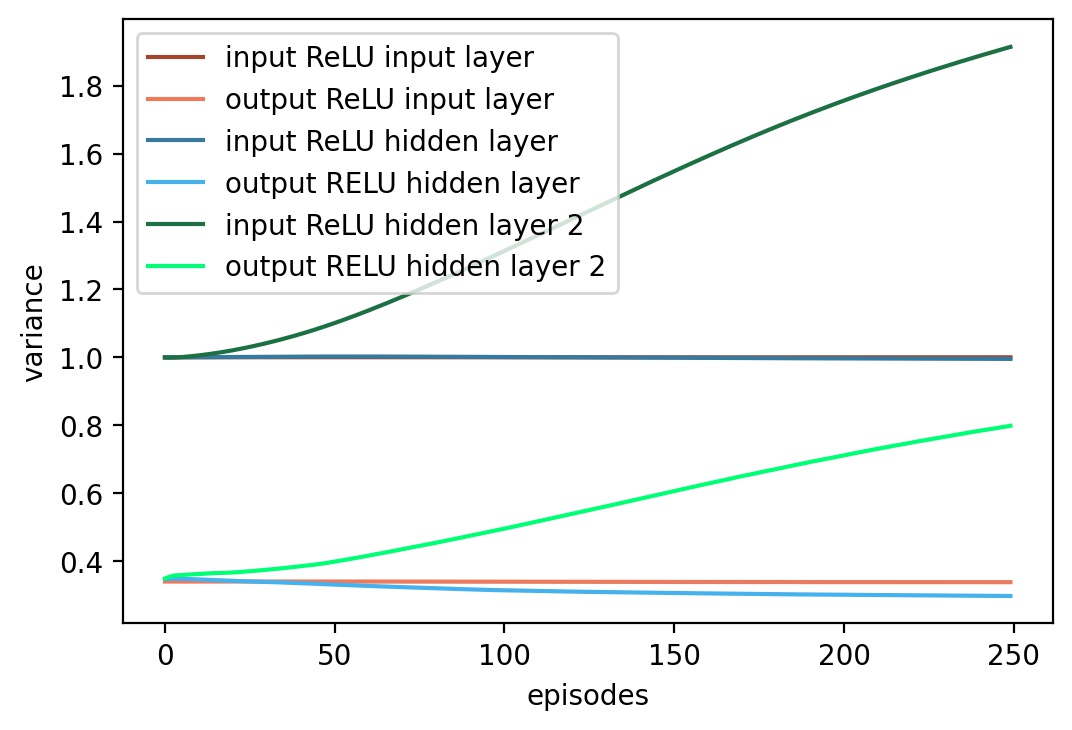 input ReLU input layer
output ReLU input layer
input ReLU hidden layer
output RELU hidden layer
input ReLU hidden layer 2
output RELU hidden layer 2
variance
1.8
1.6
1.4
1.2
1.0
0.8
0.6
0.4
0 50 100 150 200 250
episodes